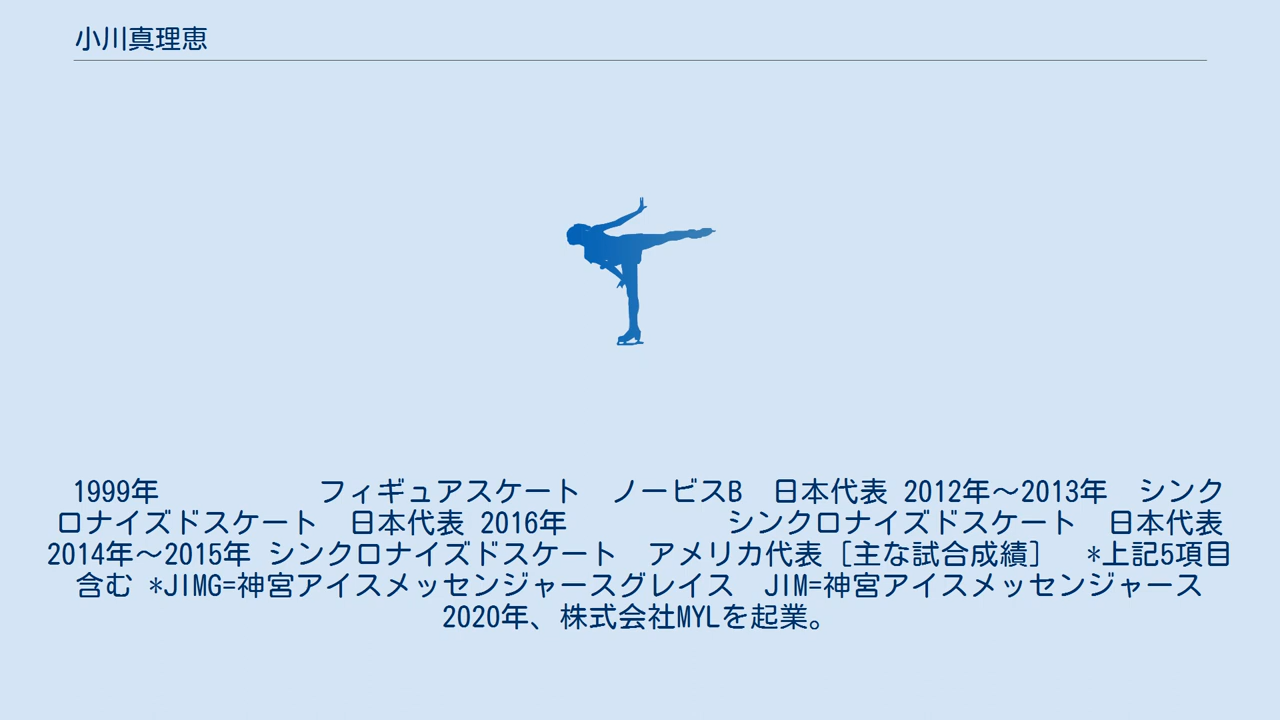 小川真理恵
1999年　　　　　フィギュアスケート　ノービスB　日本代表 2012年～2013年　シンク
ロナイズドスケート　日本代表 2016年　　　　　シンクロナイズドスケート　日本代表
2014年～2015年 シンクロナイズドスケート　アメリカ代表［主な試合成績］　*上記5項目
含む *JIMG=神宮アイスメッセンジャースグレイス　JIM=神宮アイスメッセンジャース
2020年、株式会社MYLを起業。